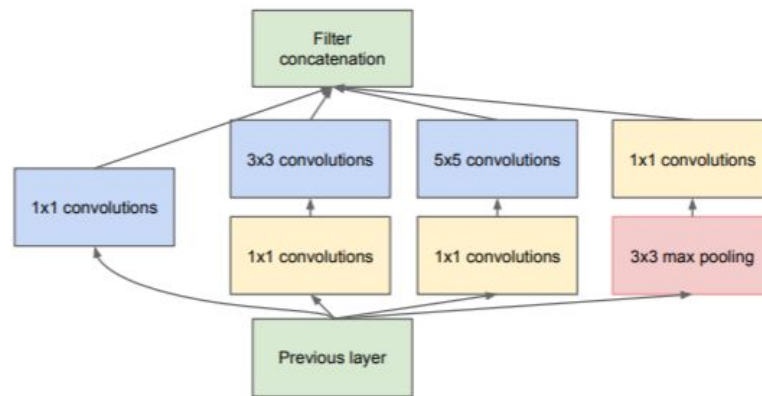 Filter
concatenation
3x3 convolutions
5x5 convolutions
1x1 convolutions
1x1 convolutions
1x1 convolutions
1x1 convolutions
3x3 max pooling
Previous layer